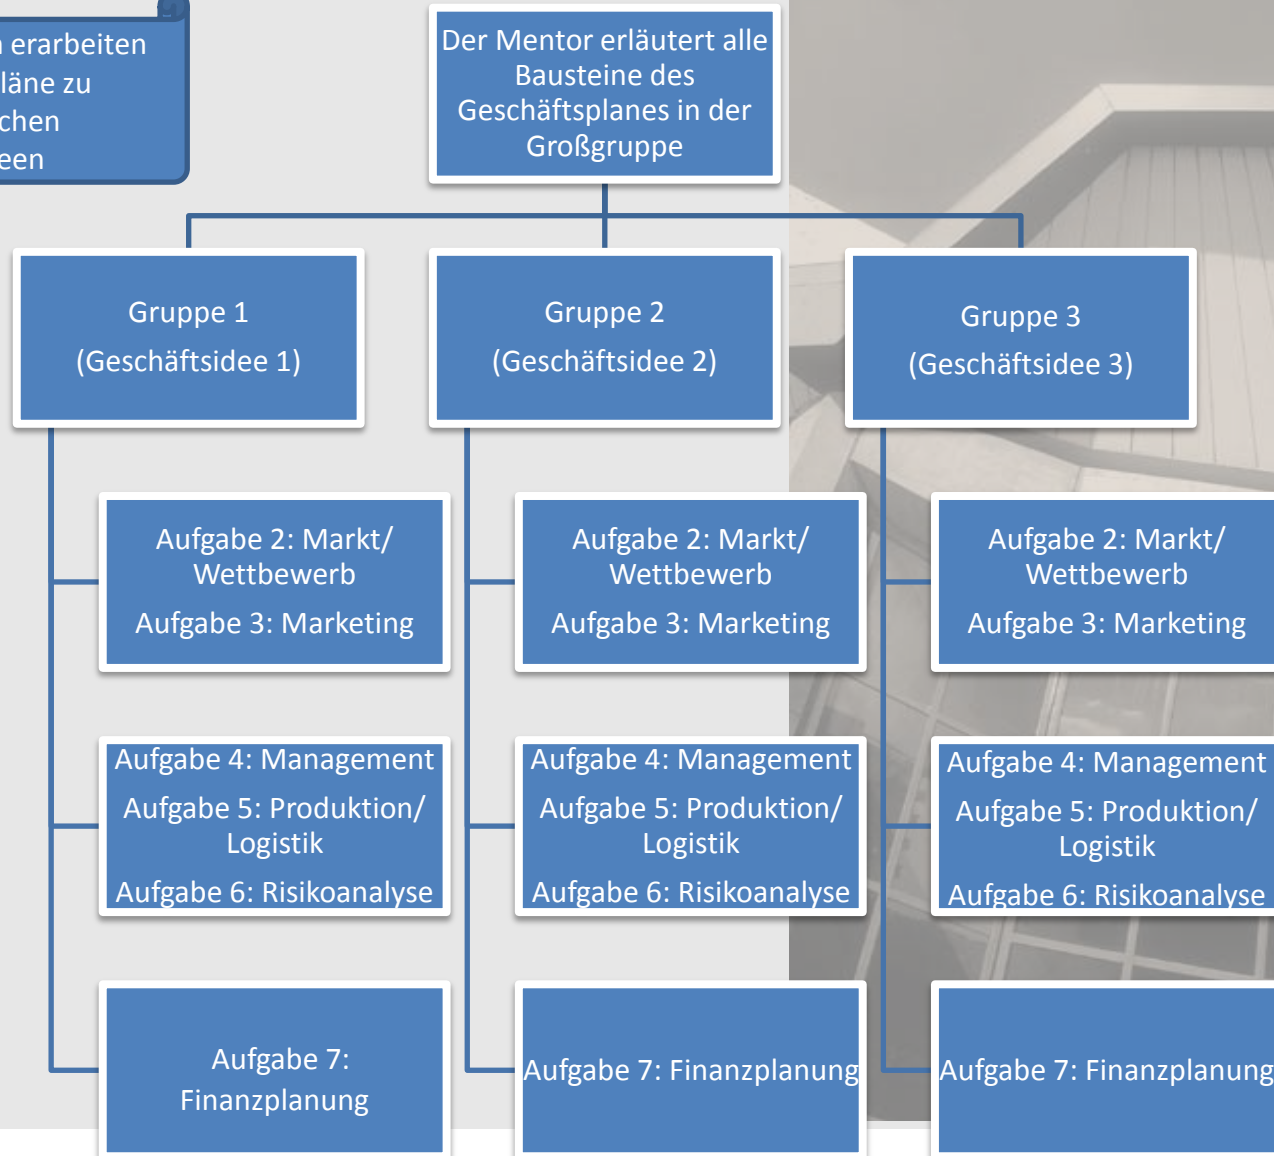 erarbeiten
zu
Der Mentor erläutert alle
Bausteine des
Geschäftsplanes in der
Großgruppe
Gruppe 1
(Geschäftsidee 1)
Gruppe 2
(Geschäftsidee 2)
Gruppe 3
(Geschäftsidee 3)
Aufgabe 2: Markt/
Wettbewerb
Aufgabe 3: Marketing
Aufgabe 2: Markt/
Wettbewerb
Aufgabe 3: Marketing
Aufgabe 2: Markt/
Wettbewerb
Aufgabe 3: Marketing
Aufgabe 4: Management
Aufgabe 5: Produktion/
Logistik
Aufgabe 6: Risikoanalyse
Aufgabe 4: Management
Aufgabe 5: Produktion/
Logistik
Aufgabe 6: Risikoanalyse
Aufgabe 4: Management
Aufgabe 5: Produktion/
Logistik
Aufgabe 6: Risikoanalyse
Aufgabe 7:
Finanzplanung
Aufgabe 7: Finanzplanung
Aufgabe 7: Finanzplanung